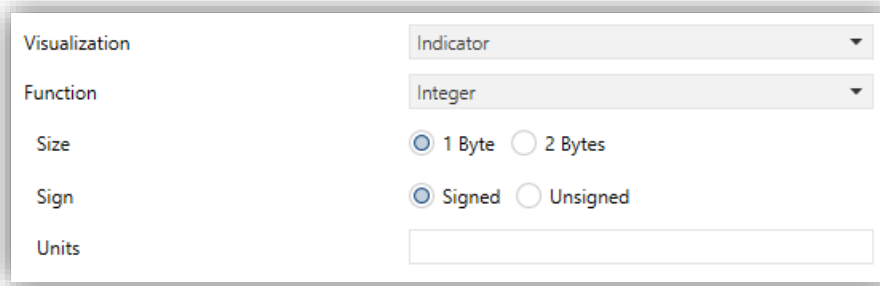 Visualization Indicator
Function Integer
Size 1 Byte 2 Bytes
Sign Signed Unsigned
Units